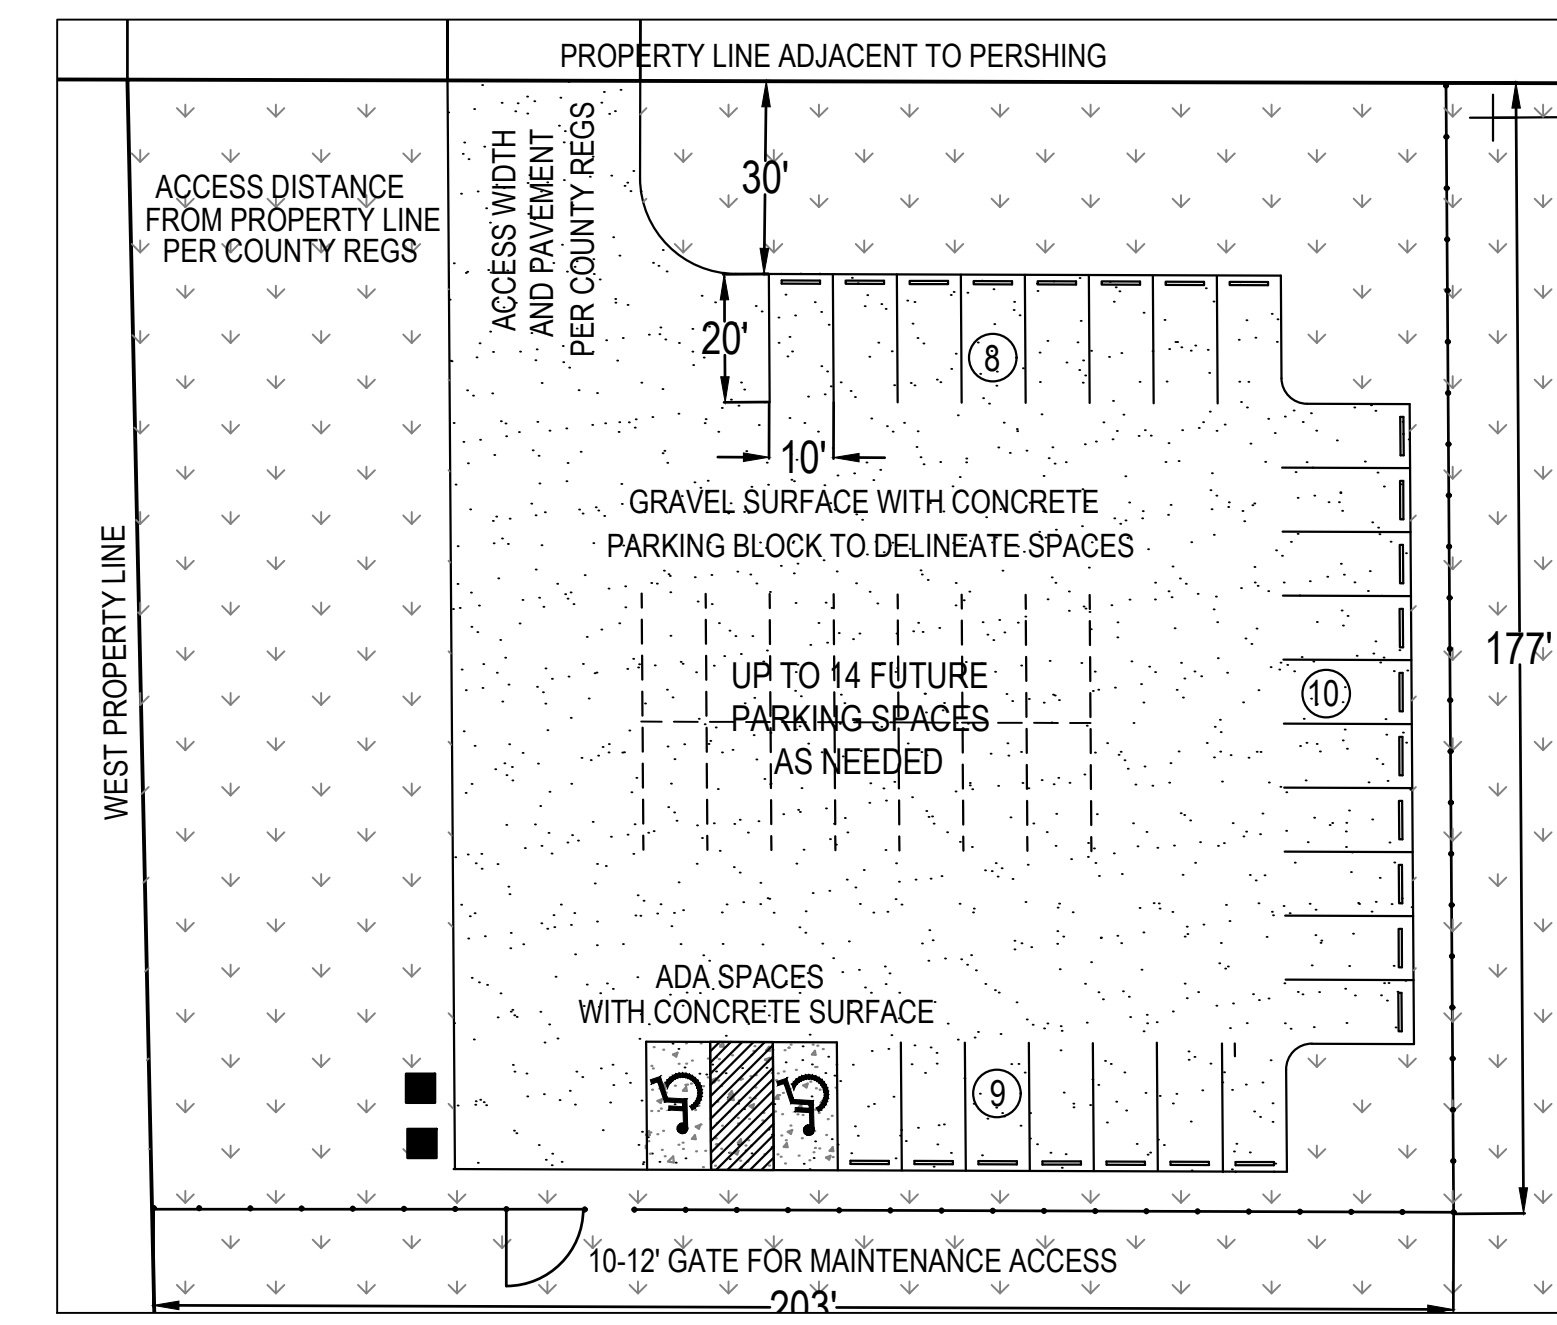 PROPERTY LINE ADJACENT TO PERSHING
ACCESS DISTANCE
FROM PROPERTY LINE
PER COUNTY REGS
ACCESS WIDTH
AND PAVEMENT
PER COUNTY REGS
30'
20'
8
10'
GRAVEL SURFACE WITH CONCRETE
PARKING BLOCK TO DELINEATE SPACES
WEST PROPERTY LINE
UP TO 14 FUTURE
PARKING SPACES
AS NEEDED
10
177'
ADA SPACES
WITH CONCRETE SURFACE
9
10-12' GATE FOR MAINTENANCE ACCESS
203'